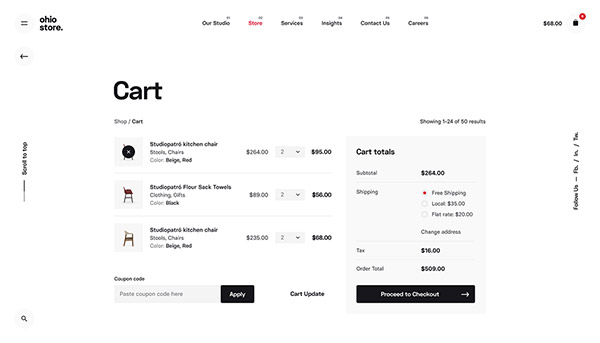 ohio
store.
Our Studio 01
Store 02
Services 03
Insights 04
Contact Us 05
Careers 06
$68.00
Cart
Shop / Cart
Showing 1-24 of 50 results
Studiopatró kitchen chair
Stools, Chairs
Color: Beige, Red
$264.00 2 $95.00
Studiopatró Flour Sack Towels
Clothing, Gifts
Color: Black
$89.00 2 $56.00
Studiopatró kitchen chair
Stools, Chairs
Color: Beige, Red
$235.00 2 $68.00
Coupon code
Paste coupon code here
Apply
Cart Update
Cart totals
Subtotal $264.00
Shipping Free Shipping
Local: $35.00
Flat rate: $20.00
Change address
Tax $16.00
Order Total $509.00
Proceed to Checkout
Scroll to top
Follow Us — Fb. / In. / Tw.